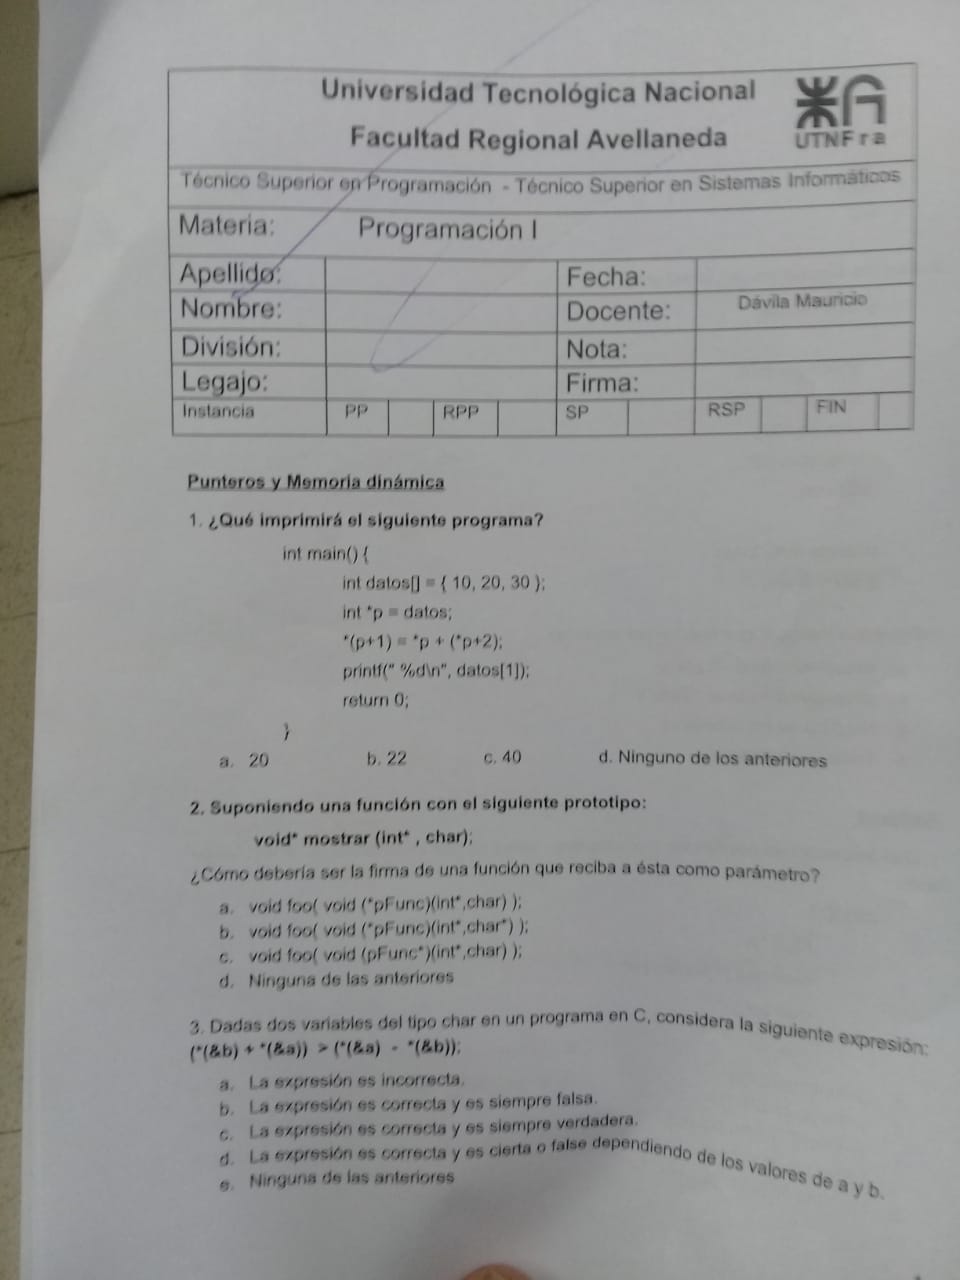 Universidad Tecnológica Nacional
Facultad Regional Avellaneda
UTNFra
Técnico Superior en Programación - Técnico Superior en Sistemas Informáticos
Materia: Programación I
Apellido: Fecha:
Nombre: Docente: Dávila Mauricio
División: Nota:
Legajo: Firma:
Instancia PP RPP SP RSP FIN
Punteros y Memoria dinámica
1. ¿Qué imprimirá el siguiente programa?
int main() {
int datos[] = { 10, 20, 30 };
int *p = datos;
*(p+1) = *p + (*p+2);
printf(" %d\n", datos[1]);
return 0;
}
a. 20 b. 22 c. 40 d. Ninguno de los anteriores
2. Suponiendo una función con el siguiente prototipo:
void* mostrar (int* , char);
¿Cómo debería ser la firma de una función que reciba a ésta como parámetro?
a. void foo( void (*pFunc)(int*,char) );
b. void foo( void (*pFunc)(int*,char*) );
c. void foo( void (pFunc*)(int*,char) );
d. Ninguna de las anteriores
3. Dadas dos variables del tipo char en un programa en C, considera la siguiente expresión:
(*(&b) + *(&a)) > (*(&a) - *(&b));
a. La expresión es incorrecta.
b. La expresión es correcta y es siempre falsa.
c. La expresión es correcta y es siempre verdadera.
d. La expresión es correcta y es cierta o false dependiendo de los valores de a y b.
e. Ninguna de las anteriores